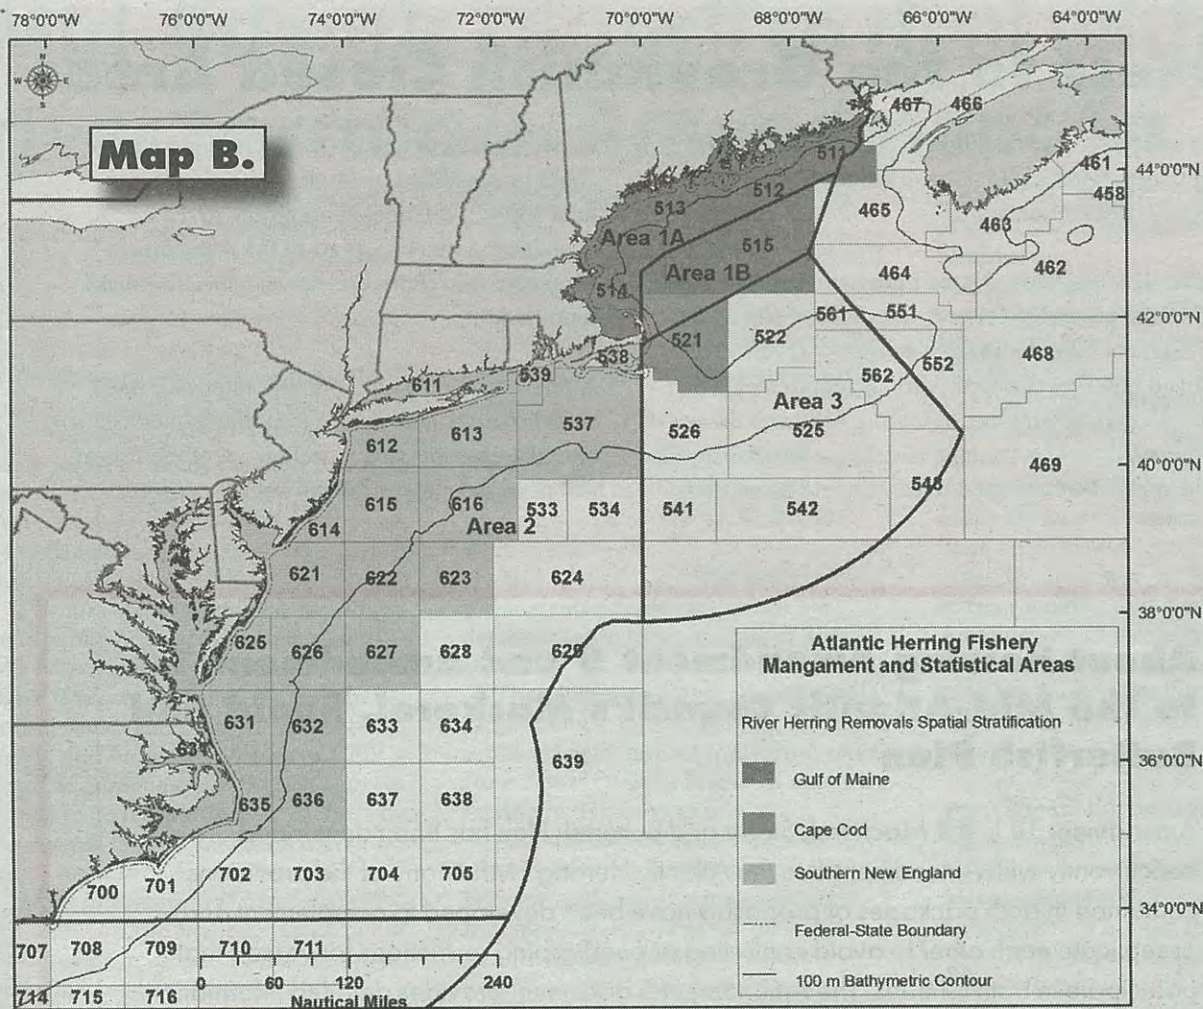 78°0'0"W 76°0'0"W 74°0'0"W 72°0'0"W 70°0'0"W 68°0'0"W 66°0'0"W 64°0'0"W
N
W E
S
Map B.
467 466
511 461
44°0'0"N
512 458
513 465 463
Area 1A 515
Area 1B 464 462
514
561 551 42°0'0"N
521 522
538 552 468
539 562
611
Area 3
537 526 525
612 613
469 40°0'0"N
543
615 616 533 534 541 542
614 Area 2
621 622 623 624
38°0'0"N
625 626 627 628 629
631 632 633 634
631 639 36°0'0"N
635 636 637 638
700 701 702 703 704 705
34°0'0"N
707 708 709 710 711
0 60 120 240
714 715 716 Nautical Miles
Atlantic Herring Fishery
Mangament and Statistical Areas
River Herring Removals Spatial Stratification
Gulf of Maine
Cape Cod
Southern New England
Federal-State Boundary
100 m Bathymetric Contour